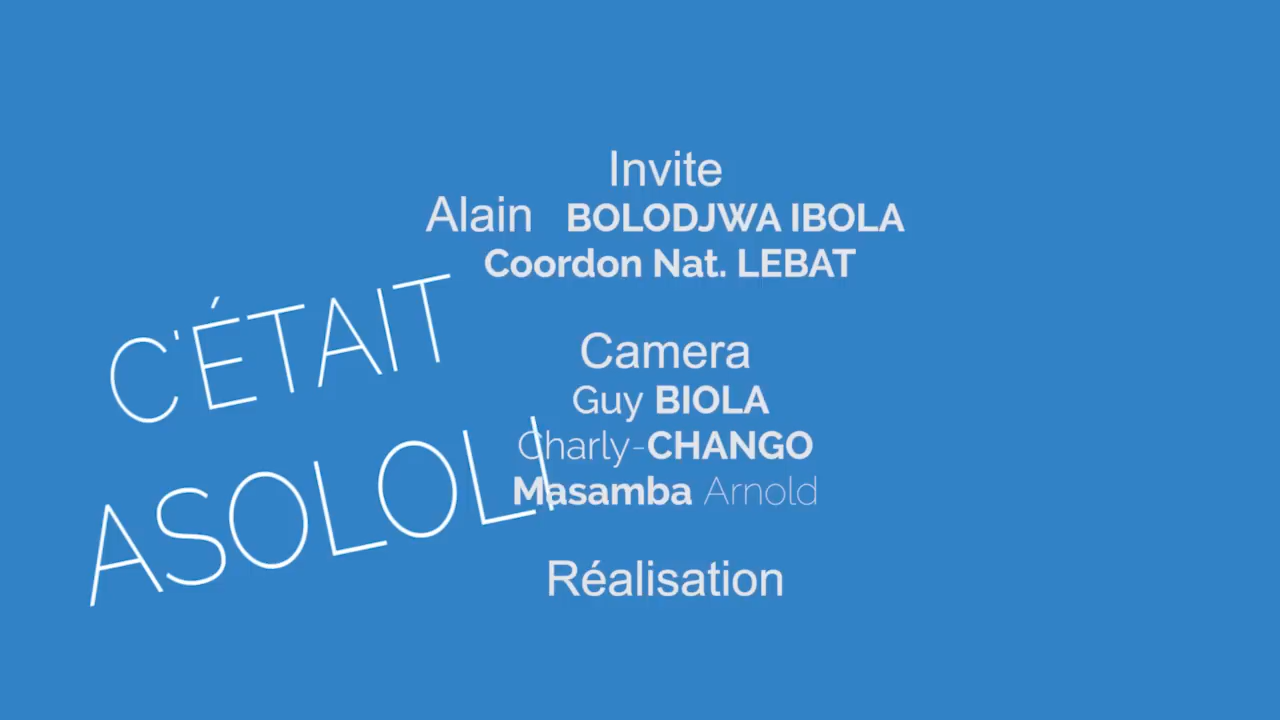 Invite
Alain BOLODJWA IBOLA
Coordon Nat. LEBAT
C'ÉTAIT
ASOLOLI
Camera
Guy BIOLA
Charly-CHANGO
Masamba Arnold
Réalisation